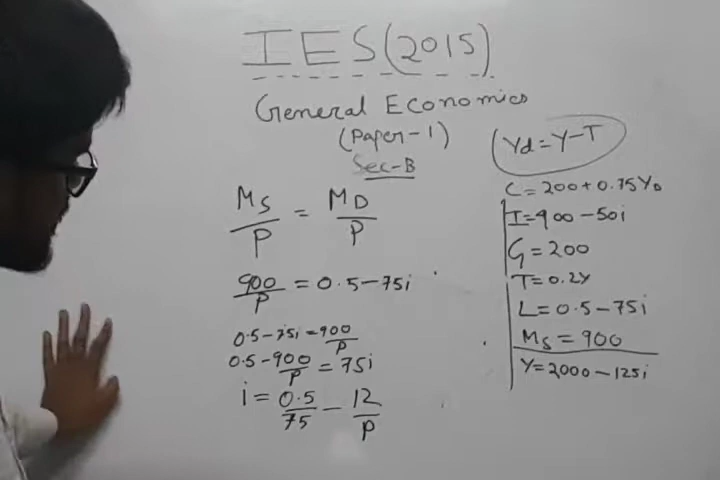 IES(2015)
General Economics
(Paper-1)
Sec-B
Ms/P = MD/P
900/P = 0.5-75i
0.5-75i = 900/P
0.5-900/P = 75i
i = 0.5/75 - 12/P
(Yd=Y-T
C=200+0.75YD
I=900-50i
G=200
T=0.2Y
L=0.5-75i
Ms=900
Y=2000-125i